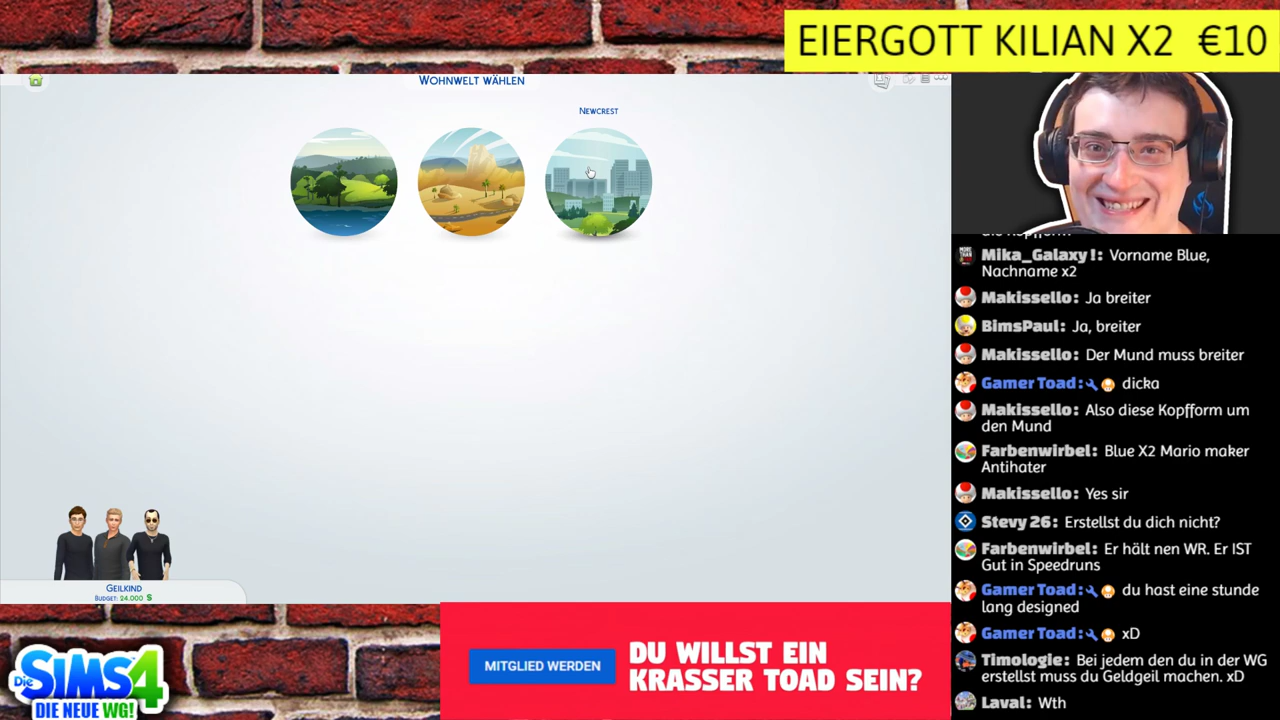 EIERGOTT KILIAN X2 €10
WOHNWELT WÄHLEN
NEWCREST
Mika_Galaxy!: Vorname Blue,
Nachname x2
Makissello: Ja breiter
BimsPaul: Ja, breiter
Makissello: Der Mund muss breiter
Gamer Toad: dicka
Makissello: Also diese Kopfform um
den Mund
Farbenwirbel: Blue X2 Mario maker
Antihater
Makissello: Yes sir
Stevy 26: Erstellst du dich nicht?
Farbenwirbel: Er hält nen WR. Er IST
Gut in Speedruns
Gamer Toad: du hast eine stunde
lang designed
Gamer Toad: xD
Timologie: Bei jedem den du in der WG
erstellst muss du Geldgeil machen. xD
Laval: Wth
GEILKIND
BUDGET: 24.000 $
Die SIMS 4
DIE NEUE WG!
MITGLIED WERDEN
DU WILLST EIN
KRASSER TOAD SEIN?